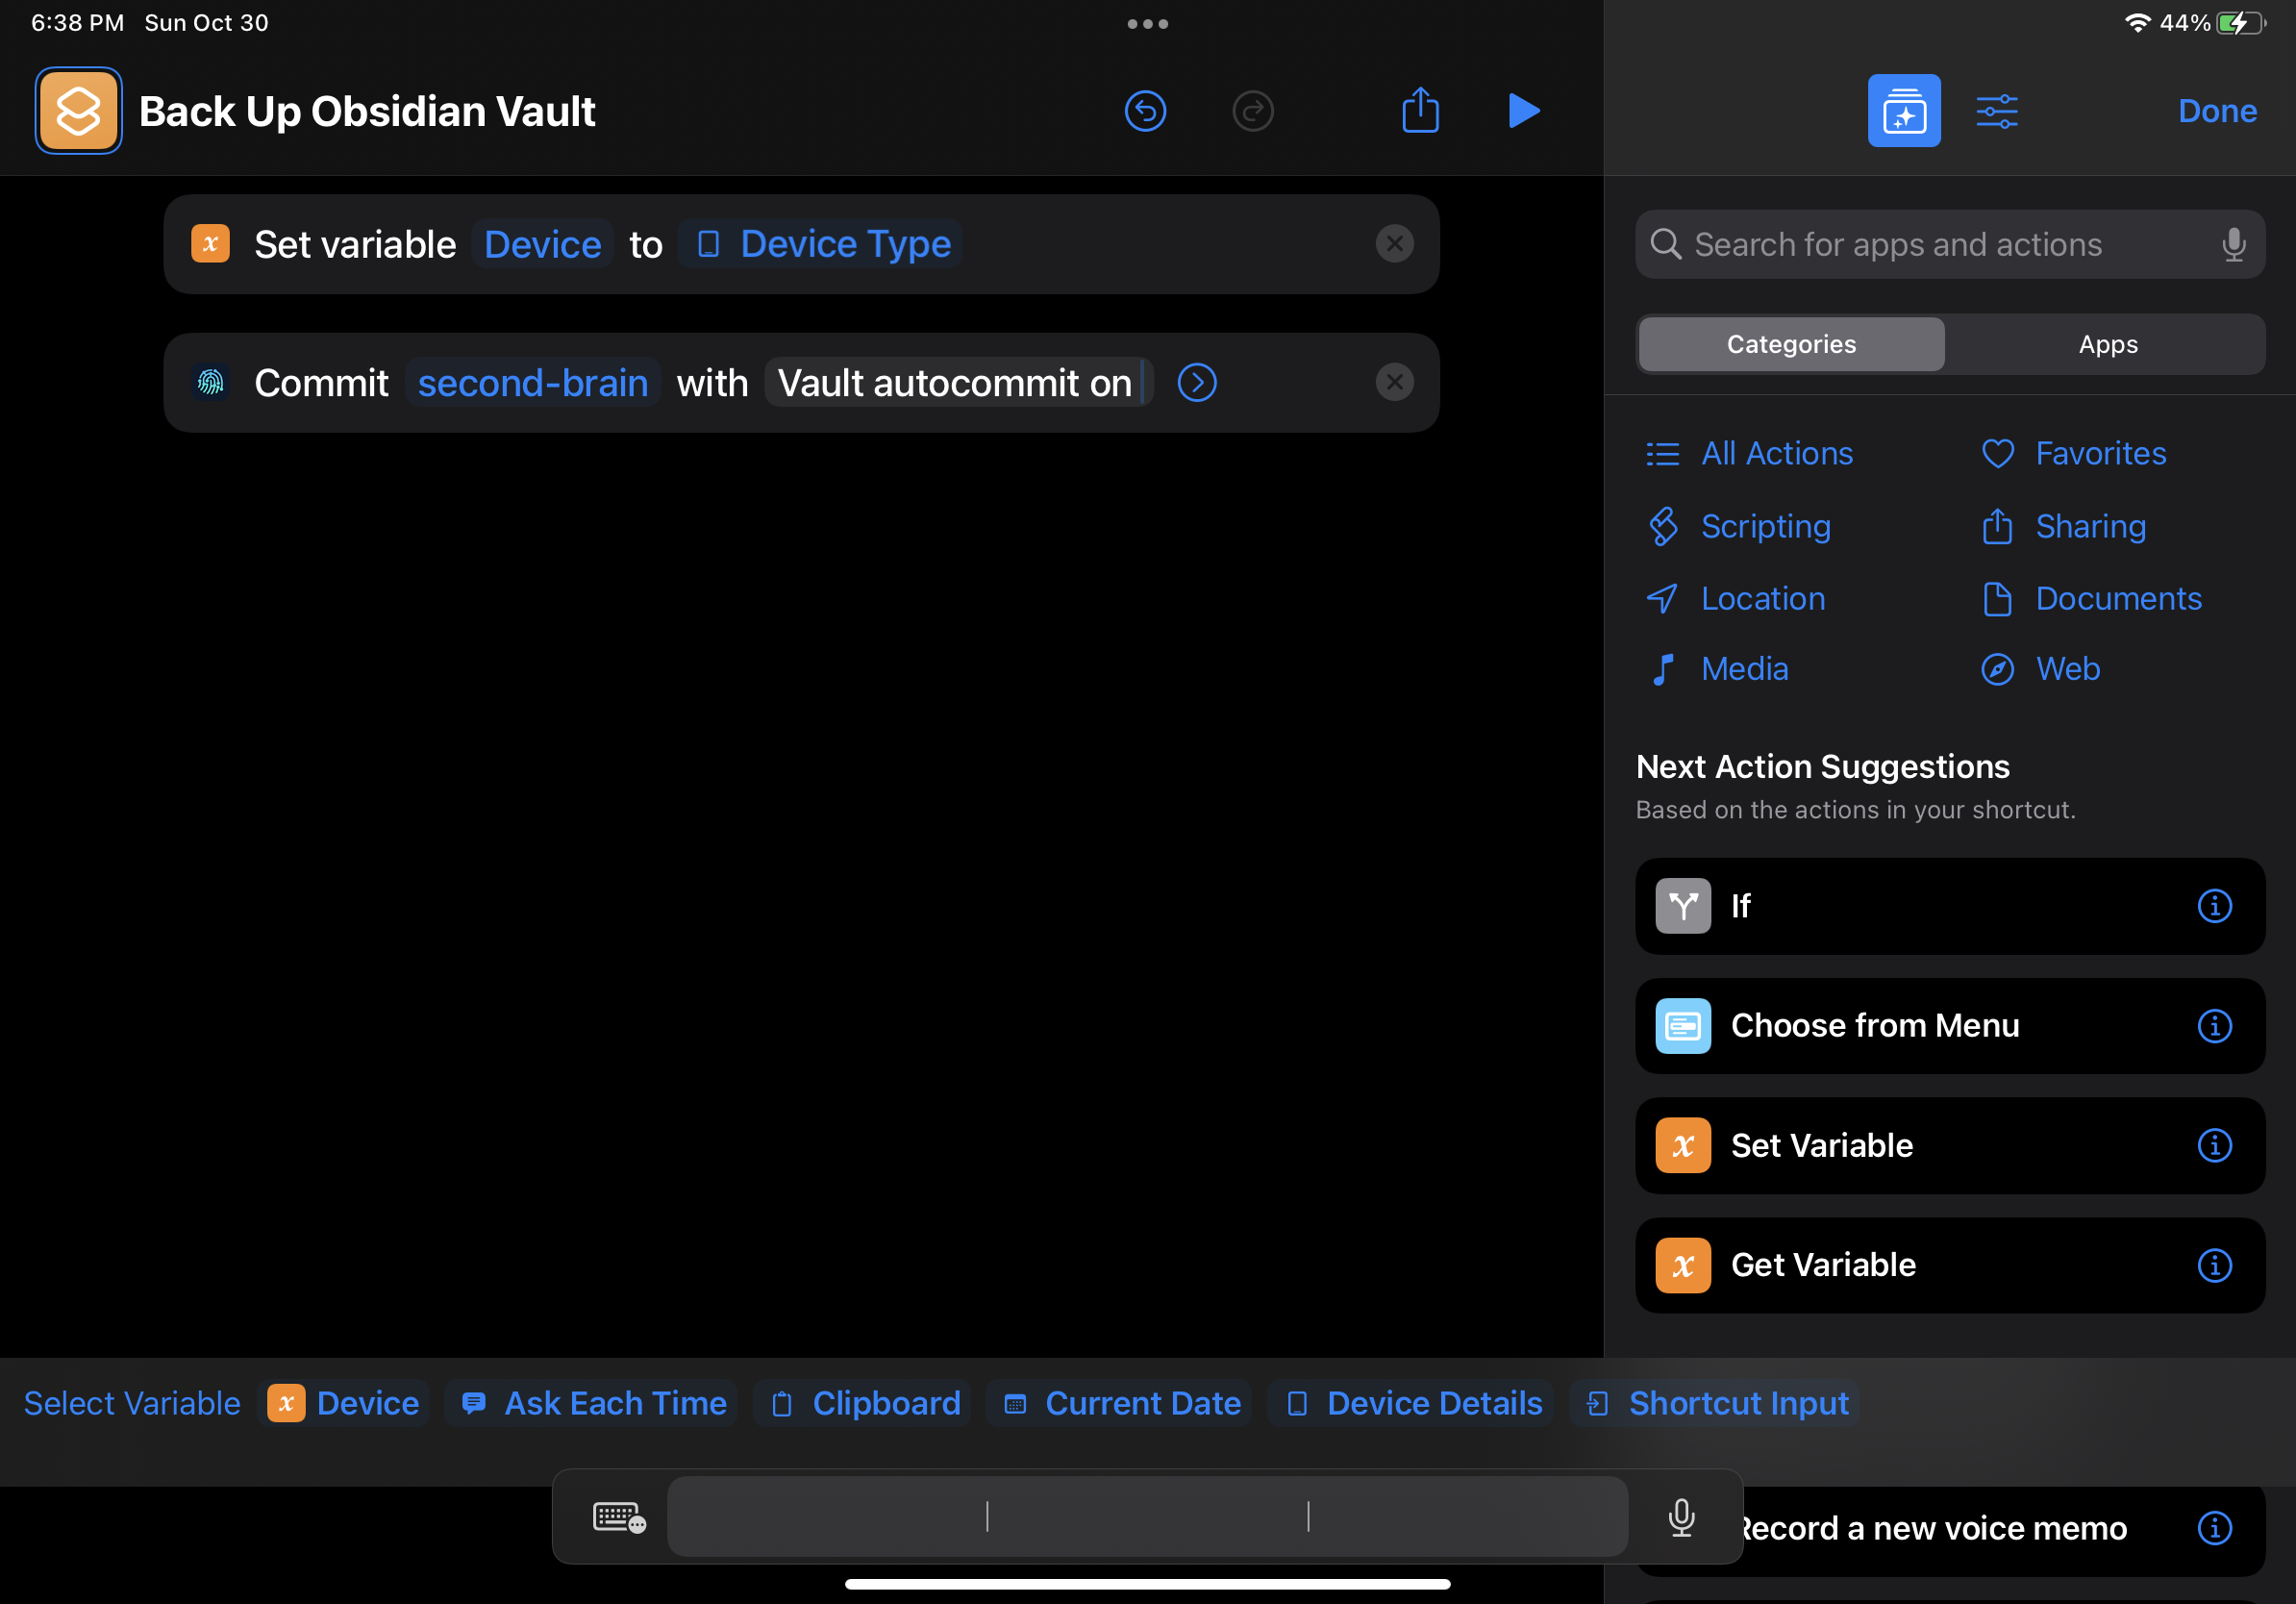 6:38 PM Sun Oct 30
44%
Back Up Obsidian Vault
Done
Set variable Device to Device Type
Commit second-brain with Vault autocommit on
Search for apps and actions
Categories Apps
All Actions Favorites
Scripting Sharing
Location Documents
Media Web
Next Action Suggestions
Based on the actions in your shortcut.
If
Choose from Menu
Set Variable
Get Variable
Select Variable Device Ask Each Time Clipboard Current Date Device Details Shortcut Input
Record a new voice memo